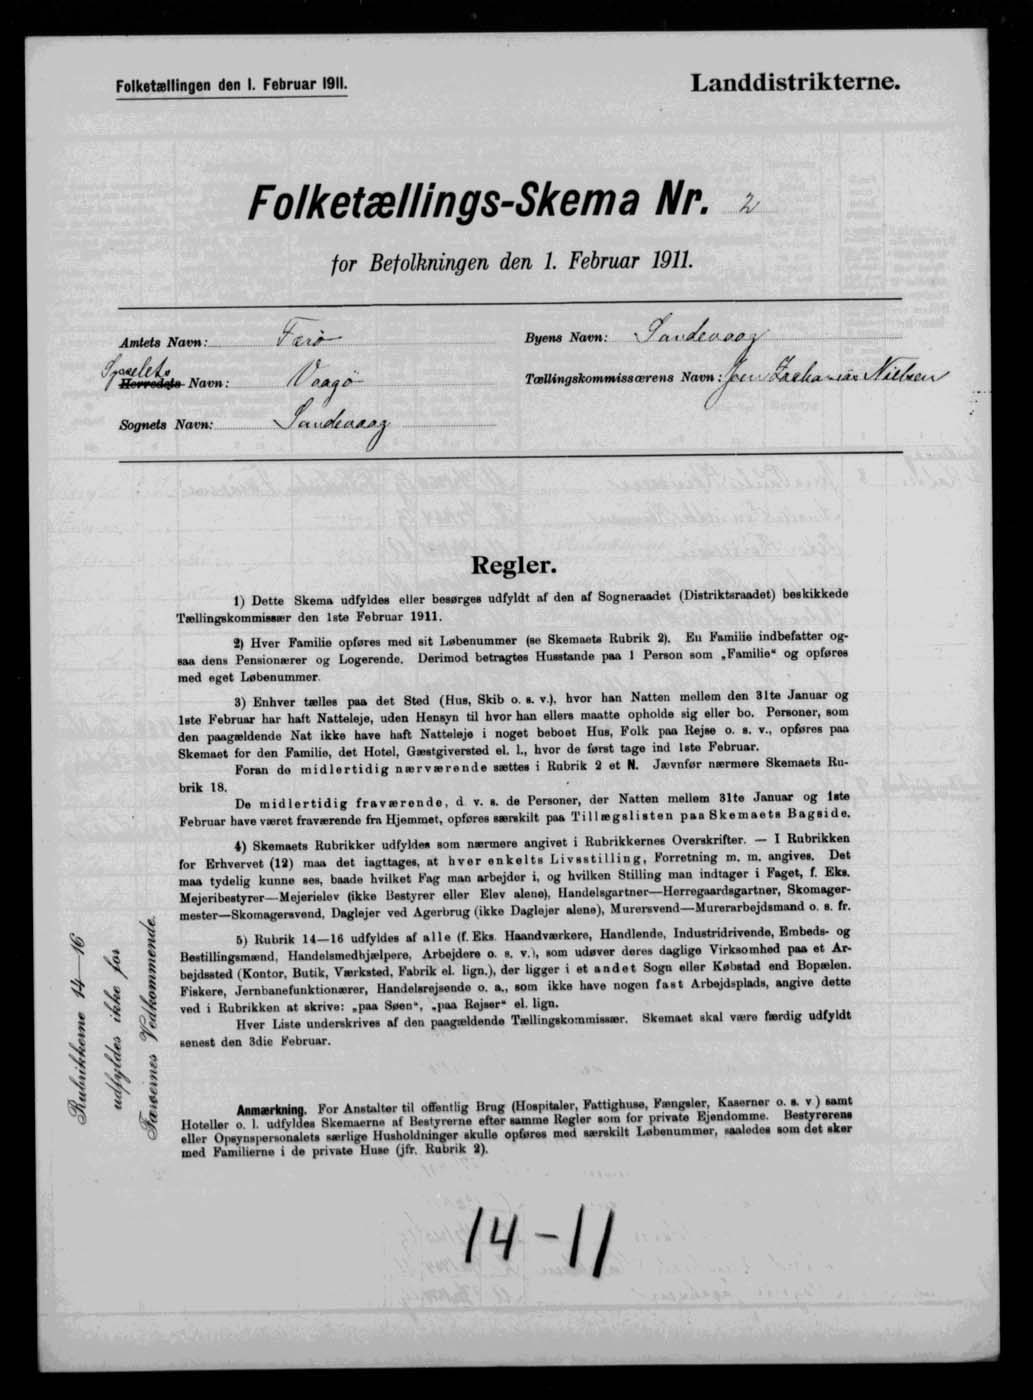 Folketællingen den 1. Februar 1911.
Landdistrikterne.
Folketællings-Skema Nr. 2
for Befolkningen den 1. Februar 1911.
Amtets Navn: Færø
Byens Navn: Sandevaag
Sysselets
Herredets Navn: Vaagø
Tællingskommissærens Navn: Joen Zacharias Nielsen
Sognets Navn: Sandevaag
Regler.
1) Dette Skema udfyldes eller besørges udfyldt af den af Sogneraadet (Distriktsraadet) beskikkede
Tællingskommissær den 1ste Februar 1911.
2) Hver Familie opføres med sit Løbenummer (se Skemaets Rubrik 2). En Familie indbefatter og-
saa dens Pensionærer og Logerende. Derimod betragtes Husstande paa 1 Person som „Familie“ og opføres
med eget Løbenummer.
3) Enhver tælles paa det Sted (Hus, Skib o. s. v.), hvor han Natten mellem den 31te Januar og
1ste Februar har haft Natteleje, uden Hensyn til hvor han ellers maatte opholde sig eller bo. Personer, som
den paagældende Nat ikke have haft Natteleje i noget beboet Hus, Folk paa Rejse o. s. v., opføres paa
Skemaet for den Familie, det Hotel, Gæstgiversted el. l., hvor de først tage ind 1ste Februar.
Foran de midlertidig nærværende sættes i Rubrik 2 et N. Jævnfør nærmere Skemaets Ru-
brik 18.
De midlertidig fraværende, d. v. s. de Personer, der Natten mellem 31te Januar og 1ste
Februar have været fraværende fra Hjemmet, opføres særskilt paa Tillægslisten paa Skemaets Bagside.
4) Skemaets Rubrikker udfyldes som nærmere angivet i Rubrikkernes Overskrifter. — I Rubrikken
for Erhvervet (12) maa det iagttages, at hver enkelts Livsstilling, Forretning m. m. angives. Det
maa tydelig kunne ses, baade hvilket Fag man arbejder i, og hvilken Stilling man indtager i Faget, f. Eks.
Mejeribestyrer—Mejerielev (ikke Bestyrer eller Elev alene), Handelsgartner—Herregaardsgartner, Skomager-
mester—Skomagersvend, Daglejer ved Agerbrug (ikke Daglejer alene), Murersvend—Murerarbejdsmand o. s. fr.
5) Rubrik 14—16 udfyldes af alle (f. Eks. Haandværkere, Handlende, Industridrivende, Embeds- og
Bestillingsmænd, Handelsmedhjælpere, Arbejdere o. s. v.), som udøver deres daglige Virksomhed paa et Ar-
bejdssted (Kontor, Butik, Værksted, Fabrik el. lign.), der ligger i et andet Sogn eller Købstad end Bopælen.
Fiskere, Jernbanefunktionærer, Handelsrejsende o. a., som ikke have nogen fast Arbejdsplads, angive dette
ved i Rubrikken at skrive: „paa Søen“, „paa Rejser“ el. lign.
Hver Liste underskrives af den paagældende Tællingskommissær. Skemaet skal være færdig udfyldt
senest den 3die Februar.
Rubrikkerne 14—16
udfyldes ikke for
Færøernes Vedkommende.
Anmærkning. For Anstalter til offentlig Brug (Hospitaler, Fattighuse, Fængsler, Kaserner o. s. v.) samt
Hoteller o. l. udfyldes Skemaerne af Bestyrerne efter samme Regler som for private Ejendomme. Bestyrerens
eller Opsynspersonalets særlige Husholdninger skulle opføres med særskilt Løbenummer, saaledes som det sker
med Familierne i de private Huse (jfr. Rubrik 2).
14-11